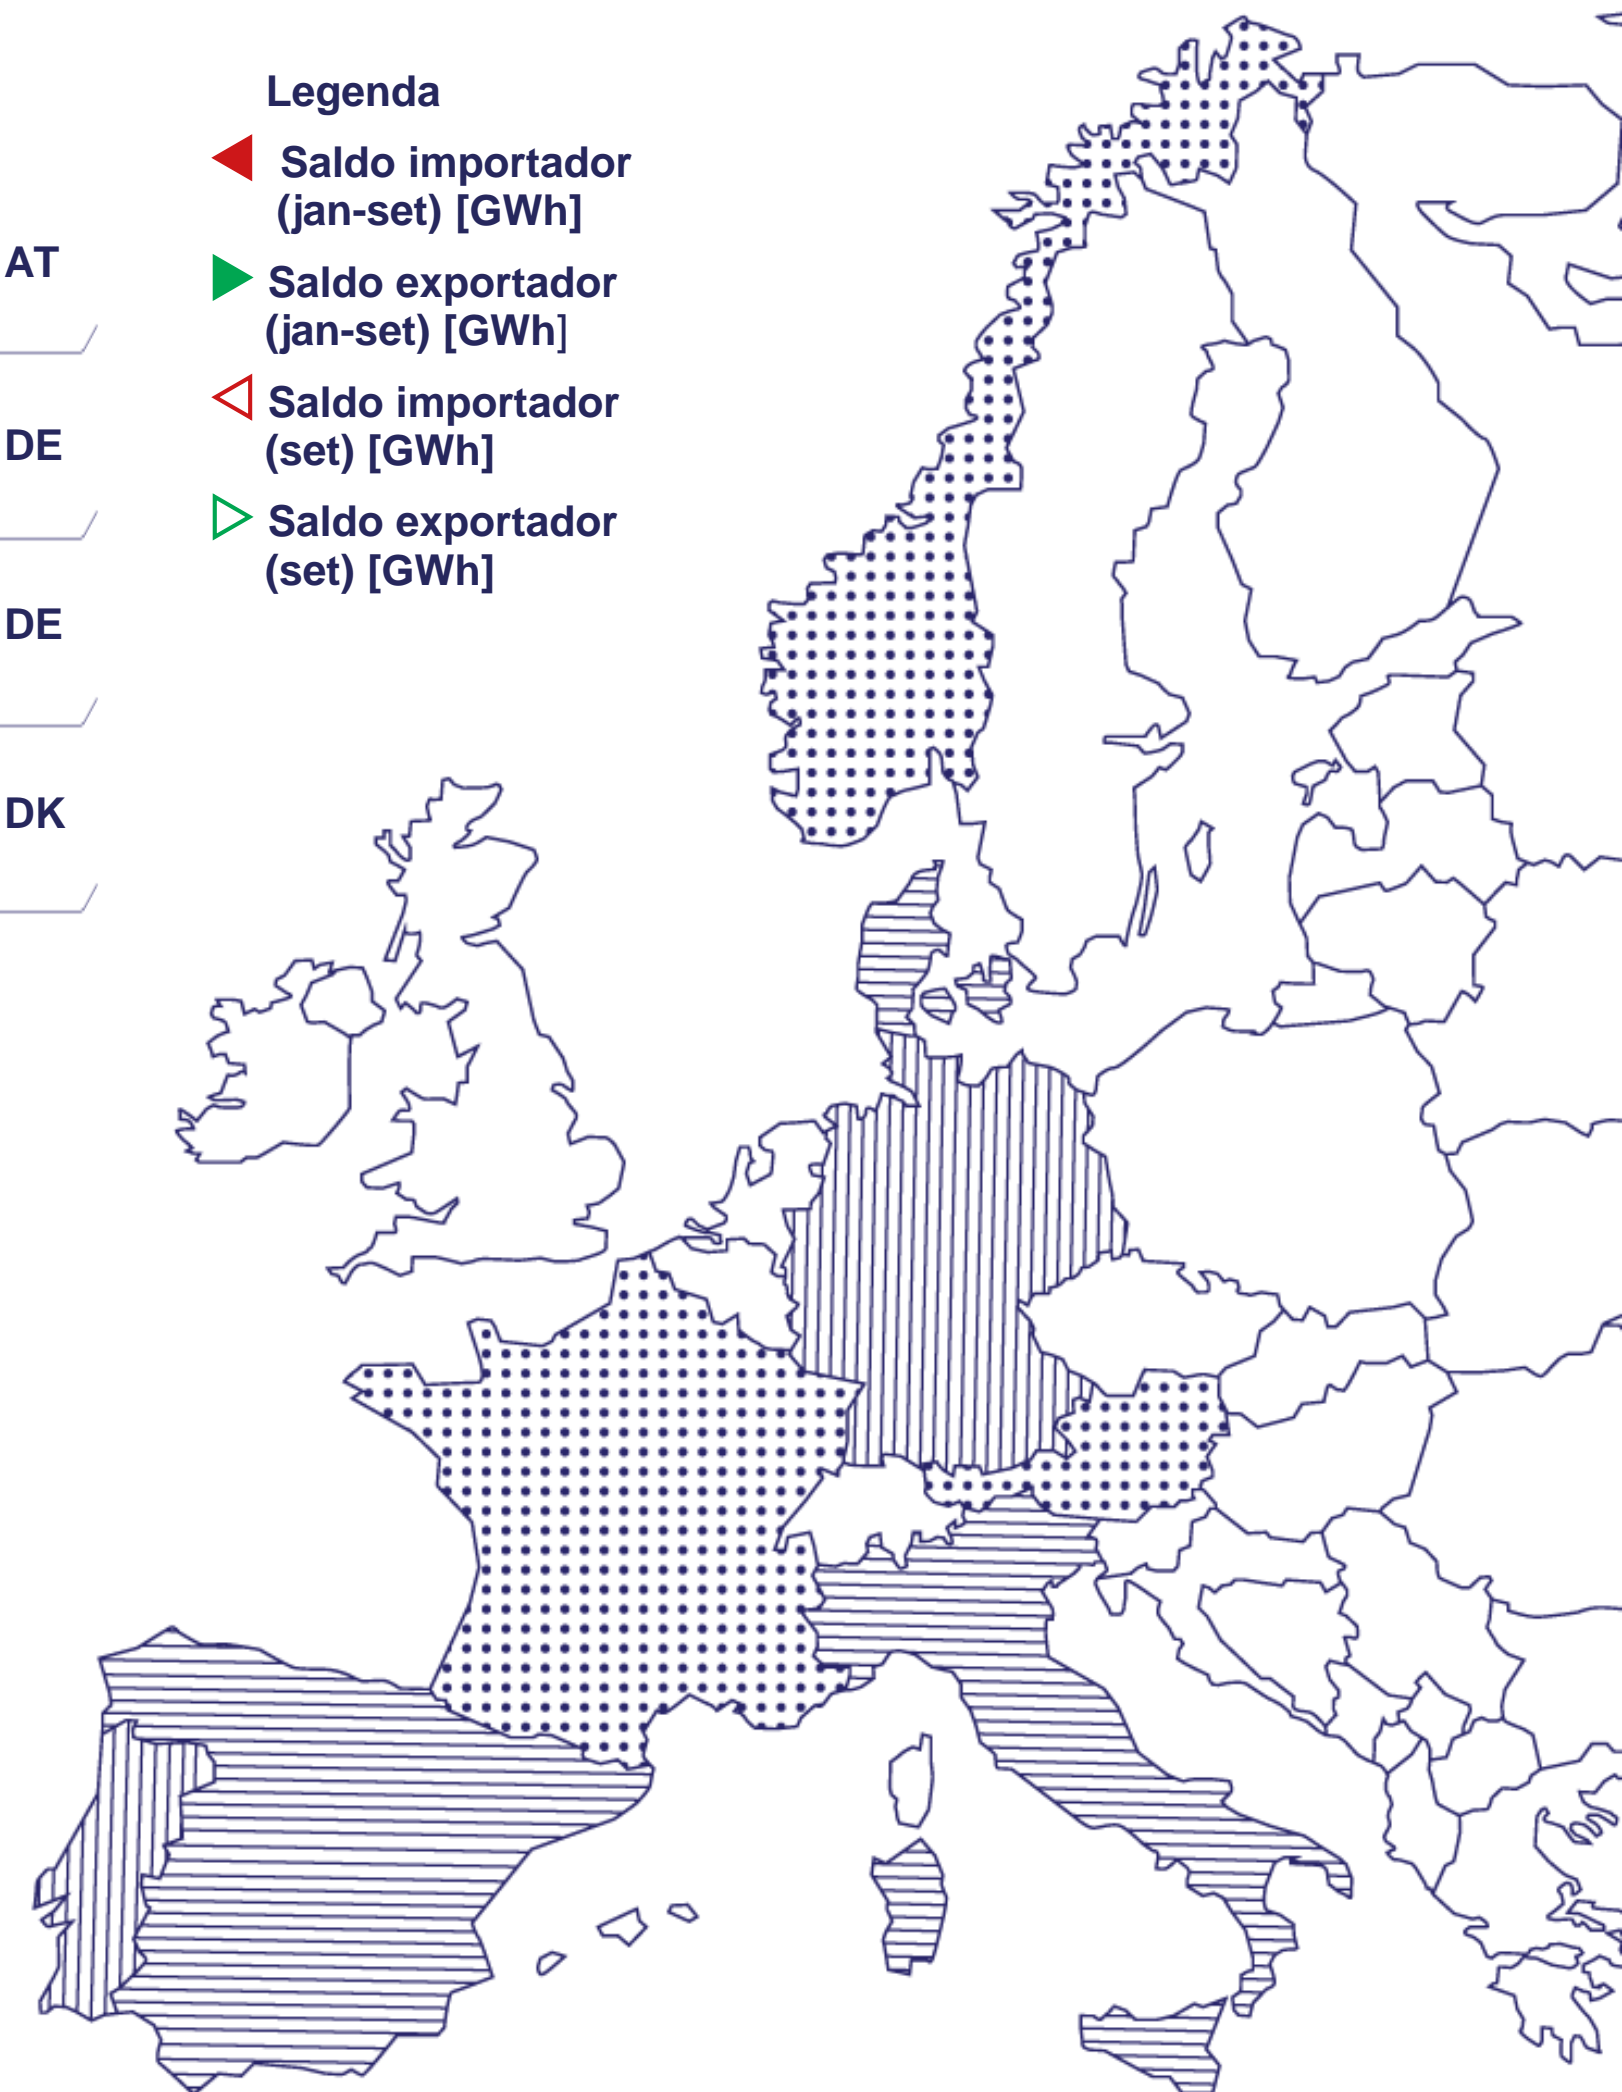 Legenda
Saldo importador
(jan-set) [GWh]
AT
Saldo exportador
(jan-set) [GWh]
Saldo importador
DE
(set) [GWh]
Saldo exportador
(set) [GWh]
DE
DK